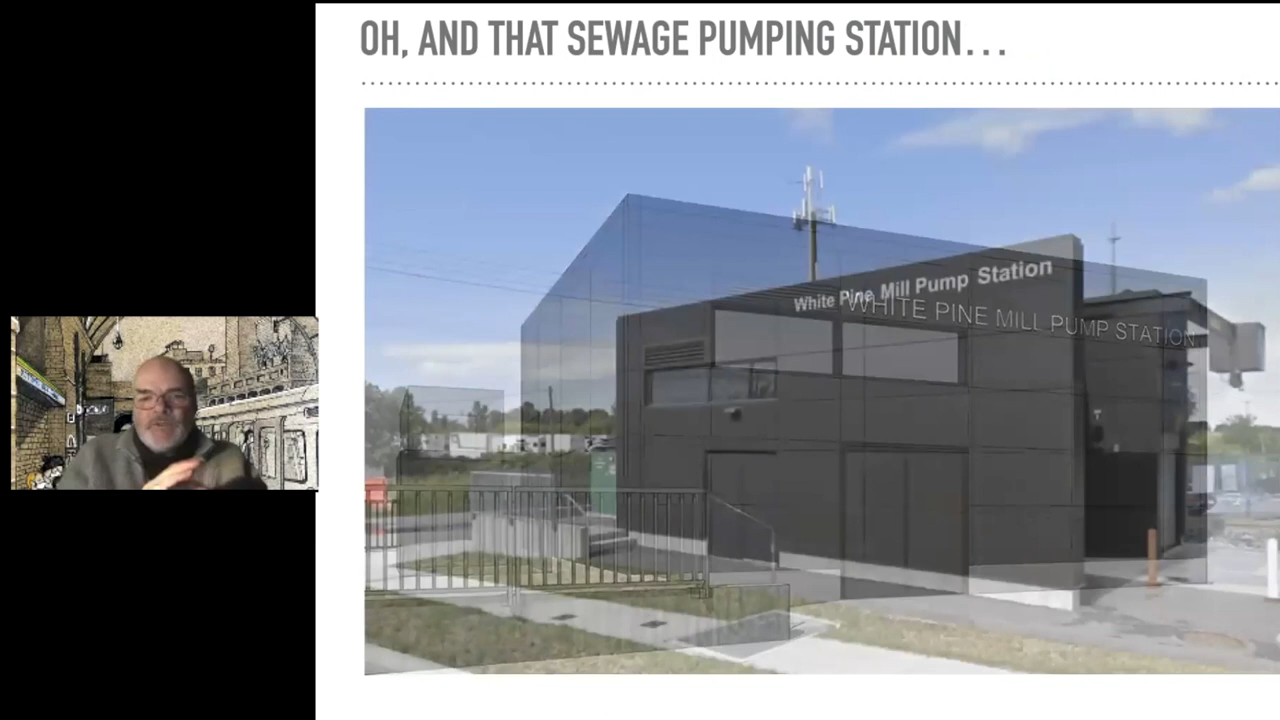 OH, AND THAT SEWAGE PUMPING STATION...
White Pine Mill Pump Station
WHITE PINE MILL PUMP STATION